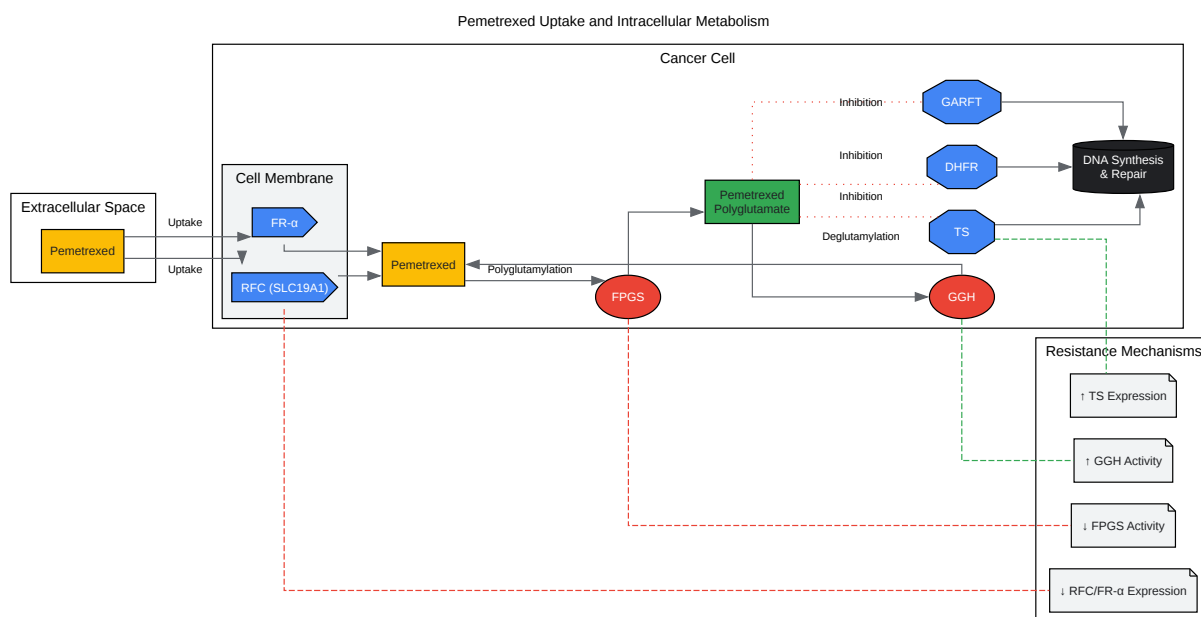 Pemetrexed Uptake and Intracellular Metabolism
Cancer Cell
Cell Membrane
Extracellular Space
Pemetrexed
Uptake
Uptake
FR-α
RFC (SLC19A1)
Pemetrexed
Polyglutamylation
FPGS
Pemetrexed
Polyglutamate
Inhibition
Inhibition
Inhibition
Deglutamylation
GARFT
DHFR
TS
GGH
DNA Synthesis
& Repair
Resistance Mechanisms
↑ TS Expression
↑ GGH Activity
↓ FPGS Activity
↓ RFC/FR-α Expression